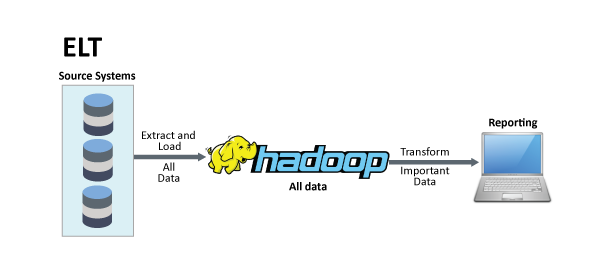 ELT
Source Systems
Extract and
Load
All
Data
hadoop
All data
Transform
Important
Data
Reporting